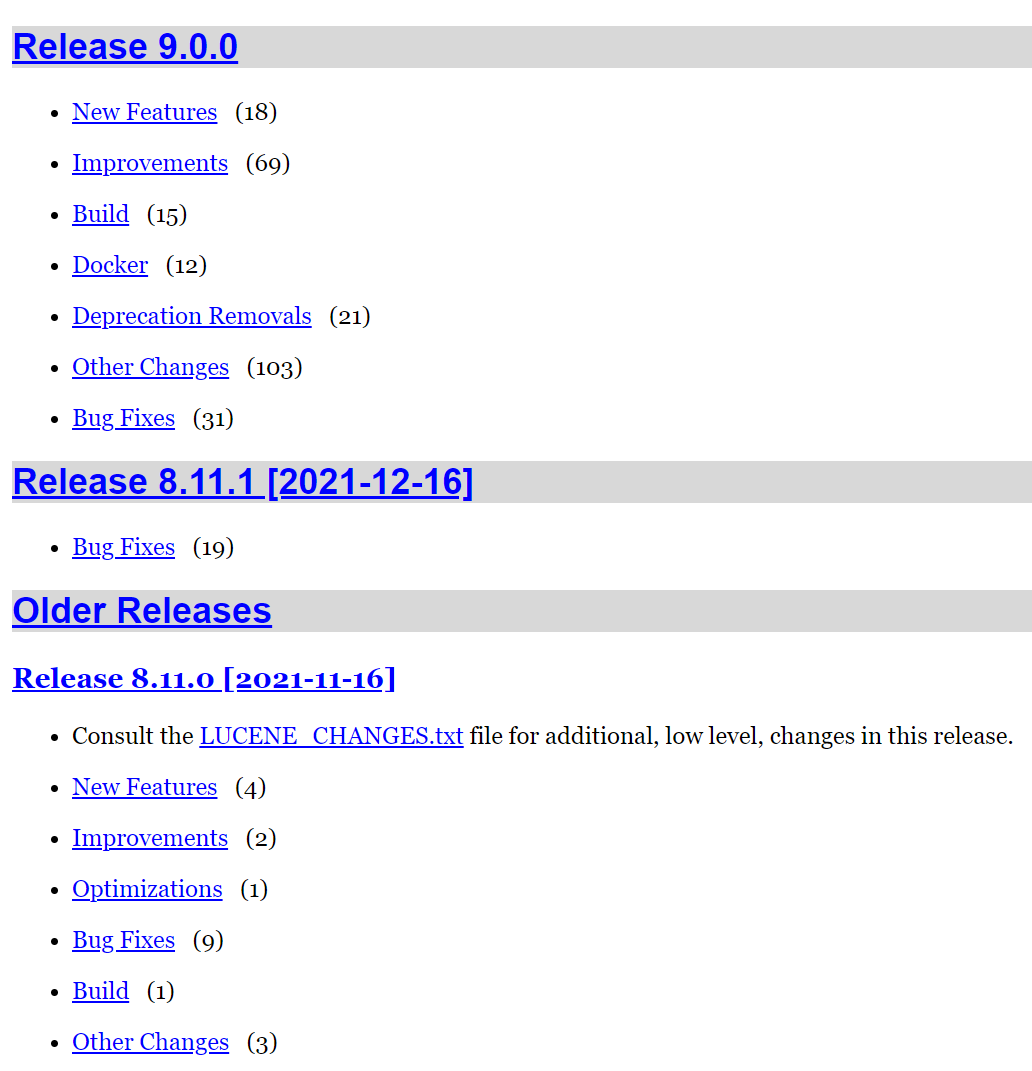 Release 9.0.0
New Features (18)
Improvements (69)
Build (15)
Docker (12)
Deprecation Removals (21)
Other Changes (103)
Bug Fixes (31)
Release 8.11.1 [2021-12-16]
Bug Fixes (19)
Older Releases
Release 8.11.0 [2021-11-16]
Consult the LUCENE_CHANGES.txt file for additional, low level, changes in this release.
New Features (4)
Improvements (2)
Optimizations (1)
Bug Fixes (9)
Build (1)
Other Changes (3)